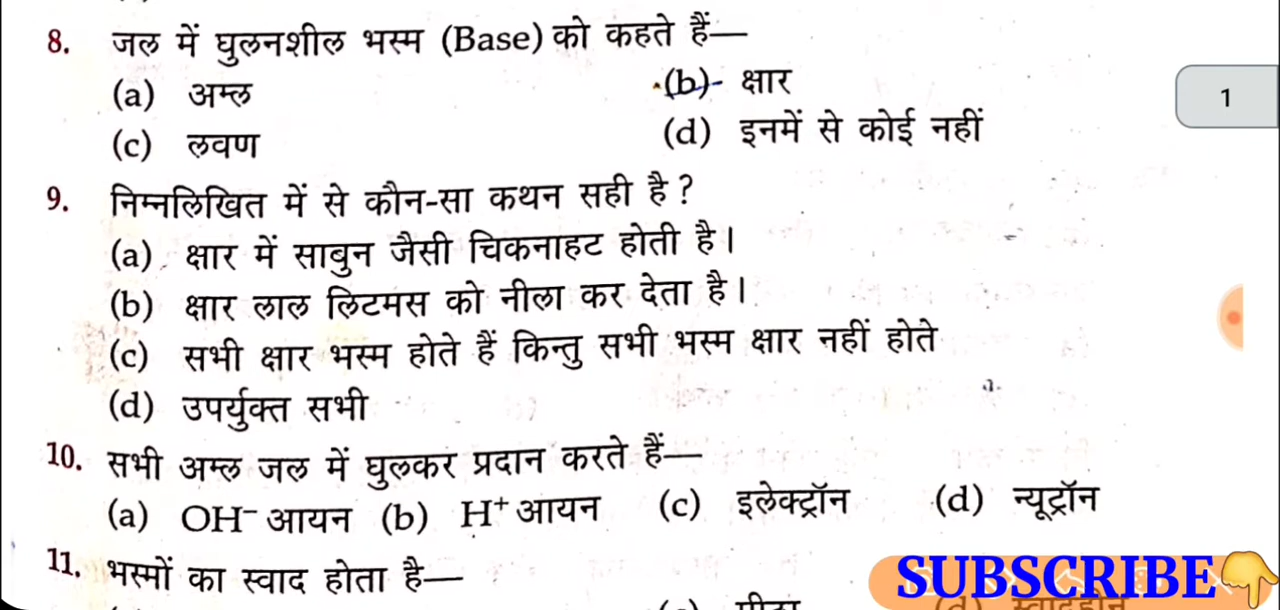 8. जल में घुलनशील भस्म (Base) को कहते हैं—
(a) अम्ल (b) क्षार
(c) लवण (d) इनमें से कोई नहीं
1
9. निम्नलिखित में से कौन-सा कथन सही है ?
(a) क्षार में साबुन जैसी चिकनाहट होती है।
(b) क्षार लाल लिटमस को नीला कर देता है।
(c) सभी क्षार भस्म होते हैं किन्तु सभी भस्म क्षार नहीं होते
(d) उपर्युक्त सभी
10. सभी अम्ल जल में घुलकर प्रदान करते हैं—
(a) OH⁻ आयन (b) H⁺ आयन (c) इलेक्ट्रॉन (d) न्यूट्रॉन
11. भस्मों का स्वाद होता है—
SUBSCRIBE